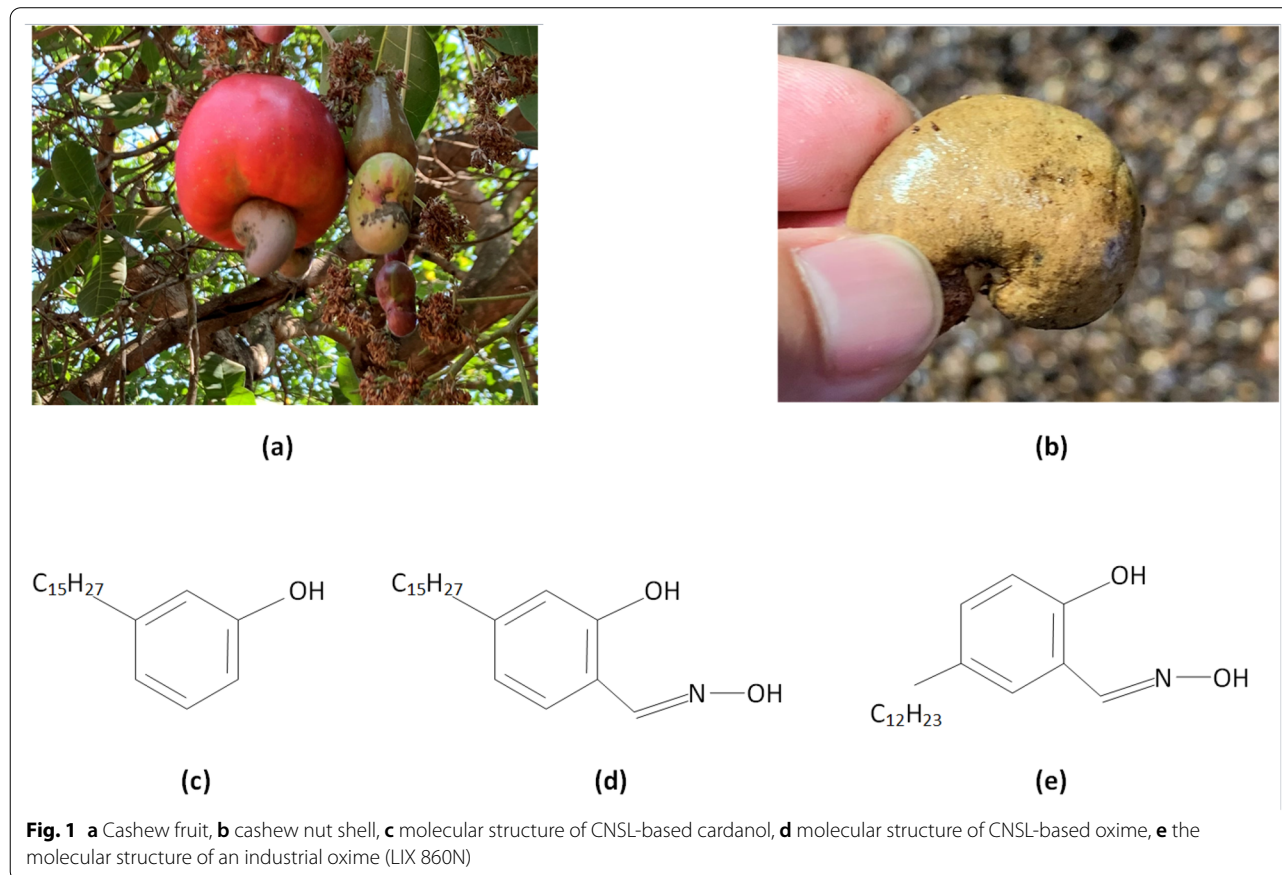 (a)
(b)
C₁₅H₂₇
OH
(c)
C₁₅H₂₇
OH
N
OH
(d)
OH
N
OH
C₁₂H₂₃
(e)
Fig. 1 a Cashew fruit, b cashew nut shell, c molecular structure of CNSL-based cardanol, d molecular structure of CNSL-based oxime, e the
molecular structure of an industrial oxime (LIX 860N)